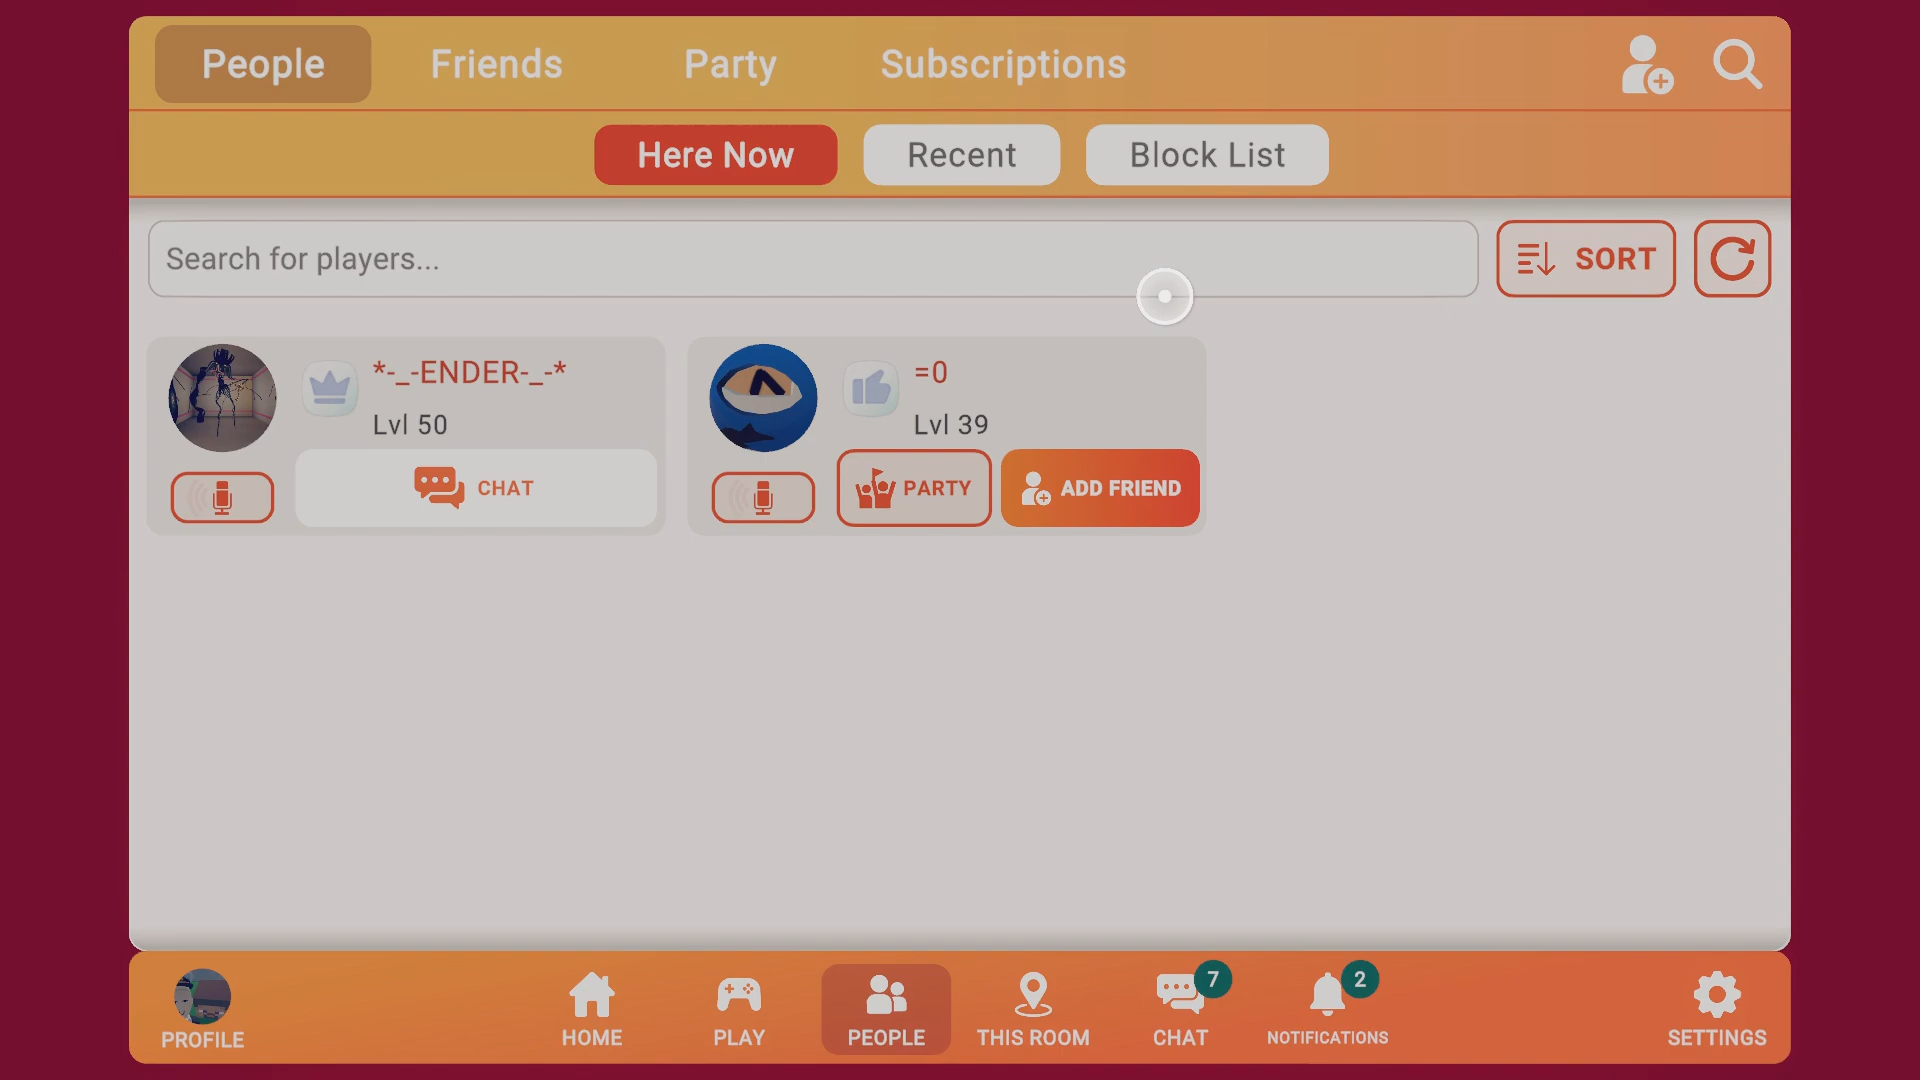 People
Friends
Party
Subscriptions
Here Now
Recent
Block List
Search for players...
SORT
*-_-ENDER-_-*
Lvl 50
CHAT
=0
Lvl 39
PARTY
ADD FRIEND
PROFILE
HOME
PLAY
PEOPLE
THIS ROOM
7
CHAT
2
NOTIFICATIONS
SETTINGS